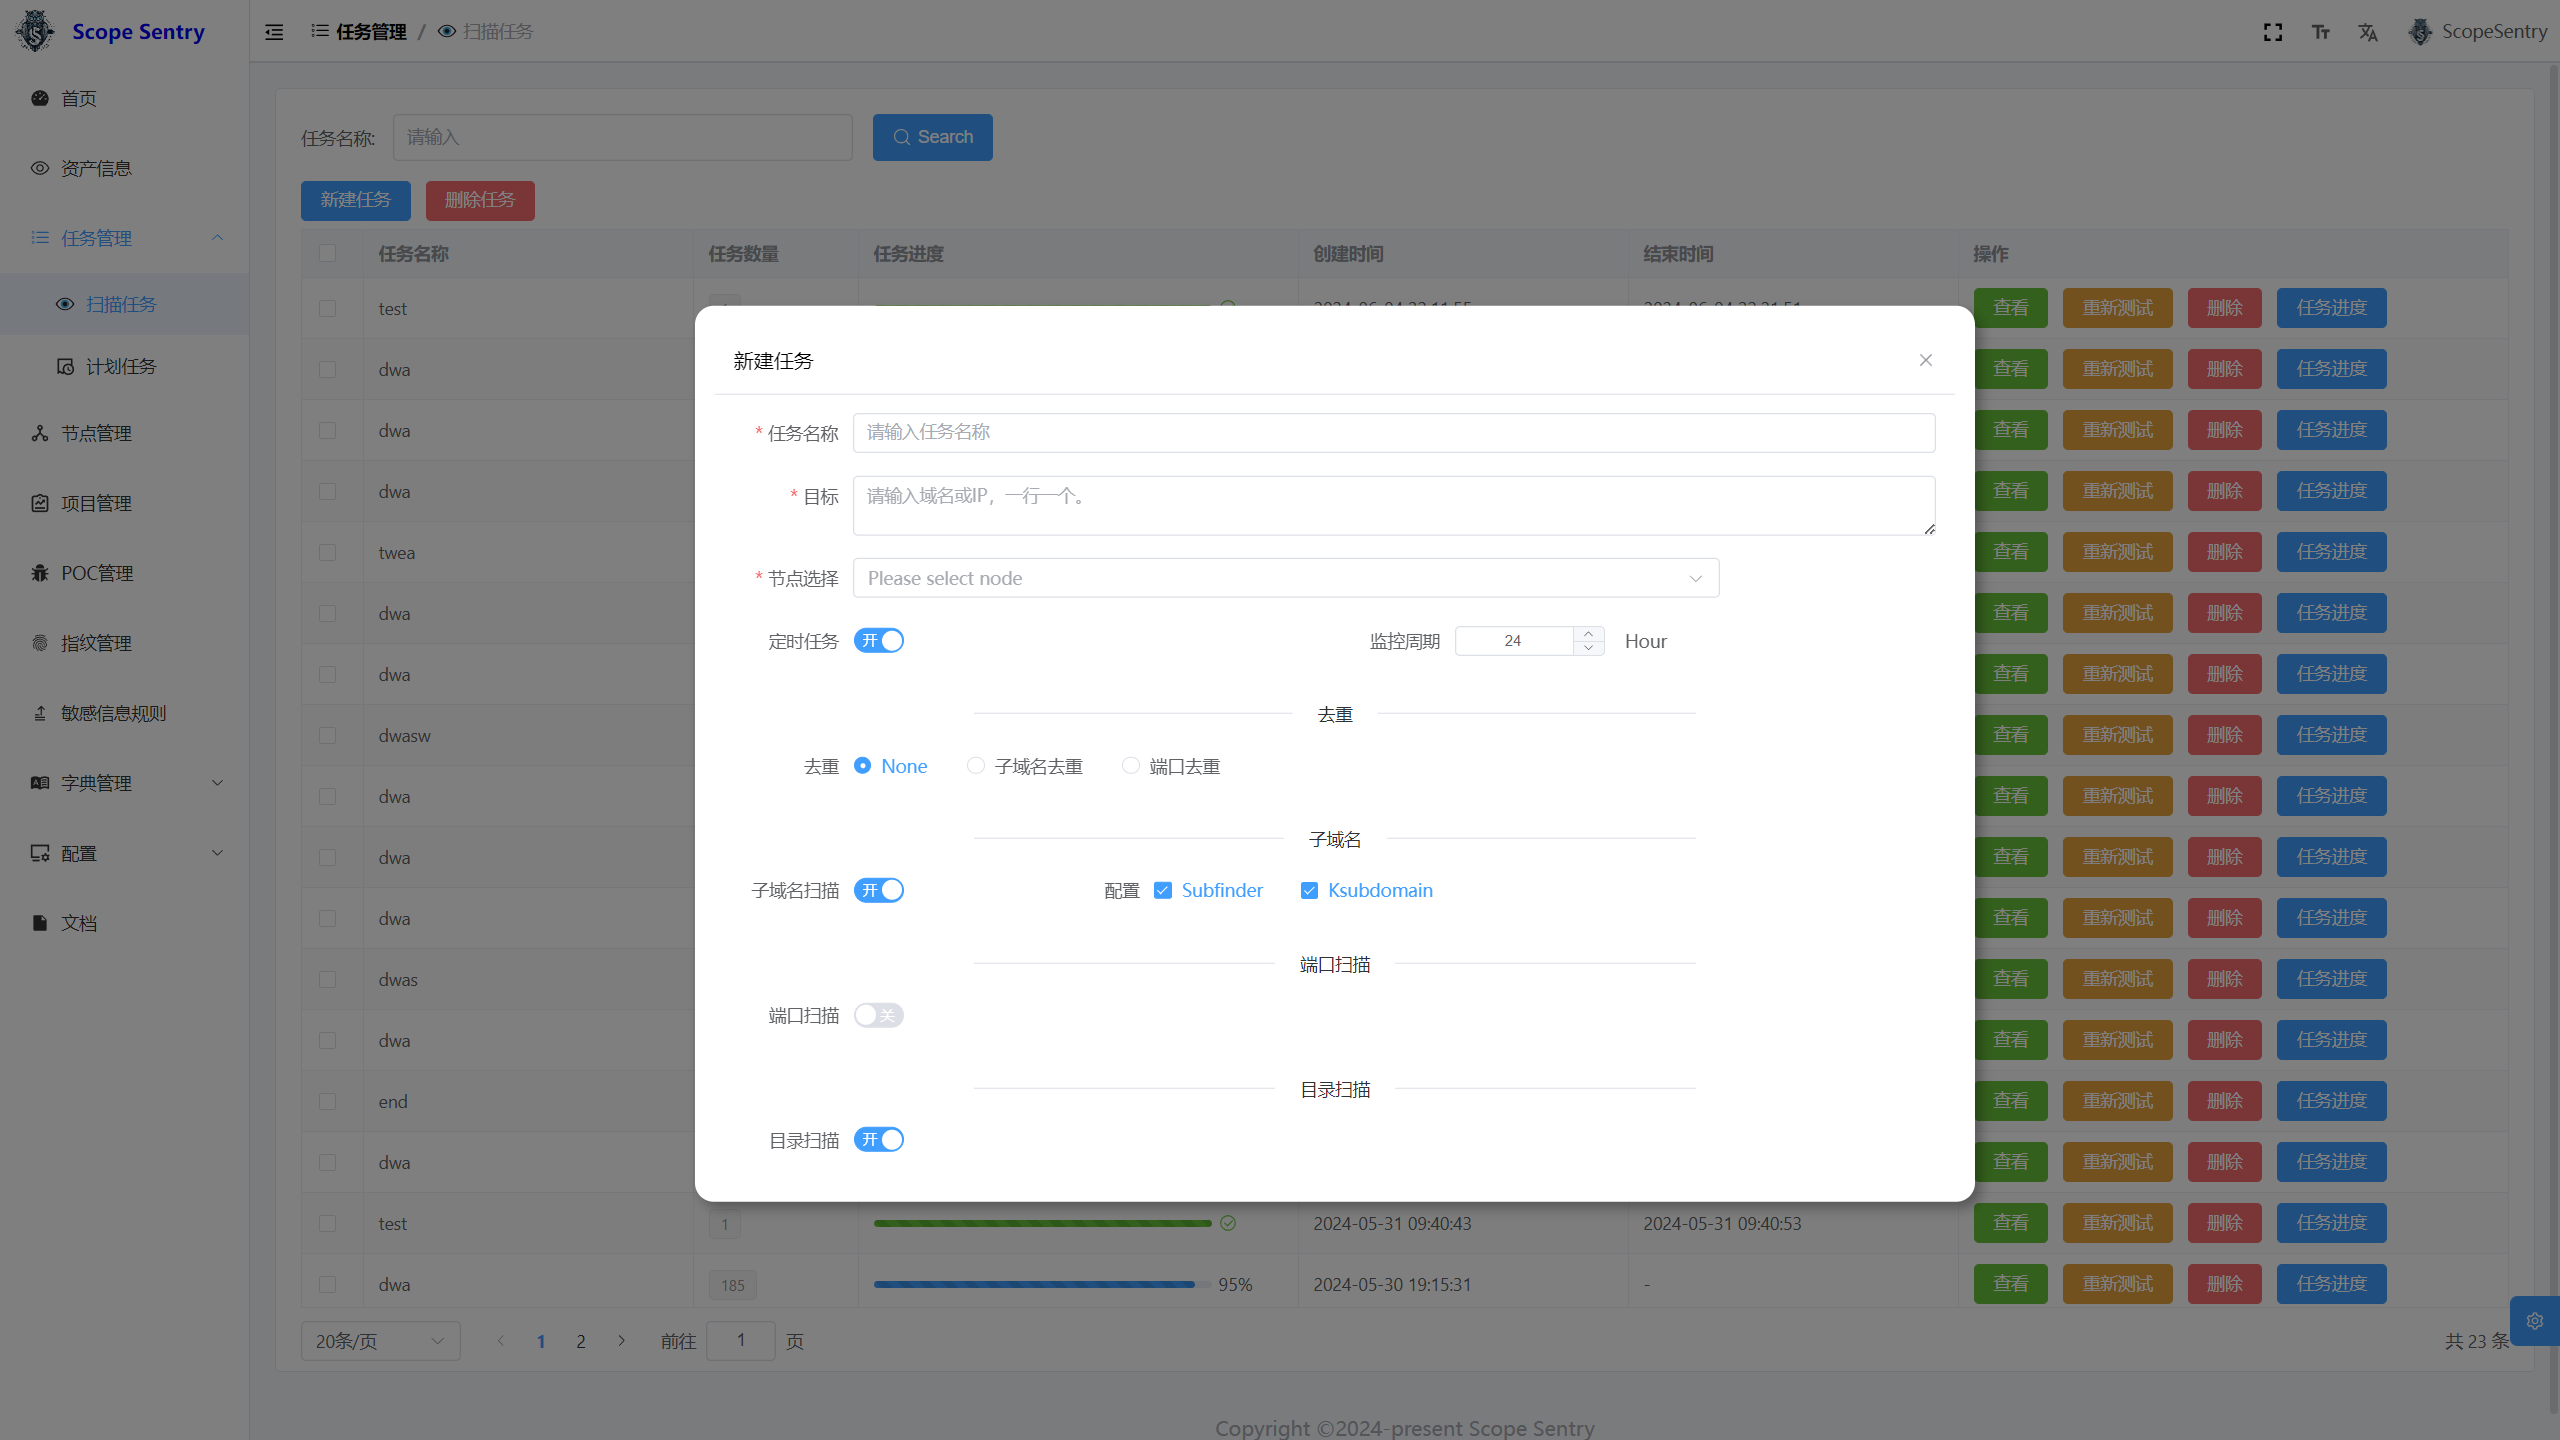 Scope Sentry
任务管理 / 扫描任务
ScopeSentry
首页
资产信息
任务管理
扫描任务
计划任务
节点管理
项目管理
POC管理
指纹管理
敏感信息规则
字典管理
配置
文档
任务名称: 请输入 Search
新建任务 删除任务
任务名称 任务数量 任务进度 创建时间 结束时间 操作
test 查看 重新测试 删除 任务进度
dwa 查看 重新测试 删除 任务进度
dwa 查看 重新测试 删除 任务进度
dwa 查看 重新测试 删除 任务进度
twea 查看 重新测试 删除 任务进度
dwa 查看 重新测试 删除 任务进度
dwa 查看 重新测试 删除 任务进度
dwasw 查看 重新测试 删除 任务进度
dwa 查看 重新测试 删除 任务进度
dwa 查看 重新测试 删除 任务进度
dwa 查看 重新测试 删除 任务进度
dwas 查看 重新测试 删除 任务进度
dwa 查看 重新测试 删除 任务进度
end 查看 重新测试 删除 任务进度
dwa 查看 重新测试 删除 任务进度
test 1 2024-05-31 09:40:43 2024-05-31 09:40:53 查看 重新测试 删除 任务进度
dwa 185 95% 2024-05-30 19:15:31 - 查看 重新测试 删除 任务进度
20条/页 1 2 前往 1 页 共 23 条
Copyright ©2024-present Scope Sentry
新建任务
* 任务名称 请输入任务名称
* 目标 请输入域名或IP，一行一个。
* 节点选择 Please select node
定时任务 开 监控周期 24 Hour
去重
去重 None 子域名去重 端口去重
子域名
子域名扫描 开 配置 Subfinder Ksubdomain
端口扫描
端口扫描 关
目录扫描
目录扫描 开